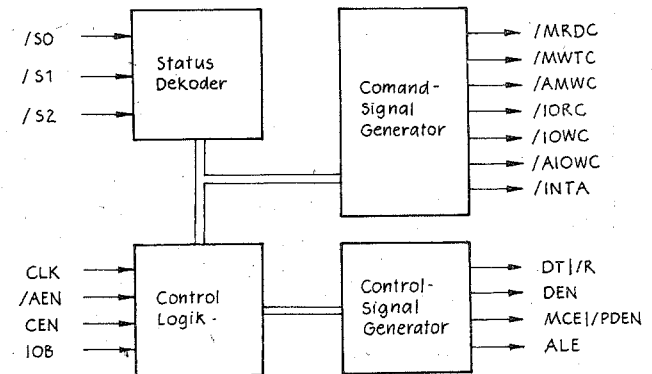 /S0
/S1
/S2
Status
Dekoder
Comand-
Signal
Generator
/MRDC
/MWTC
/AMWC
/IORC
/IOWC
/AIOWC
/INTA
CLK
/AEN
CEN
IOB
Control
Logik
Control-
Signal
Generator
DT|/R
DEN
MCE|/PDEN
ALE